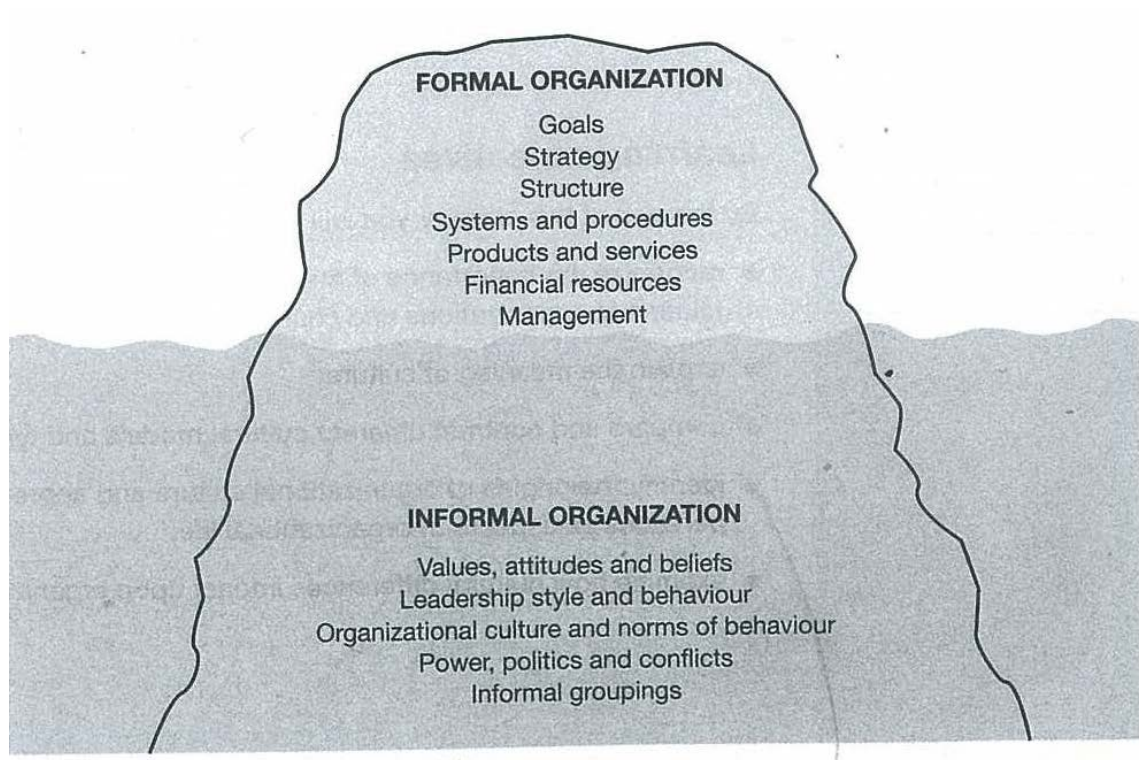 FORMAL ORGANIZATION
Goals
Strategy
Structure
Systems and procedures
Products and services
Financial resources
Management
INFORMAL ORGANIZATION
Values, attitudes and beliefs
Leadership style and behaviour
Organizational culture and norms of behaviour
Power, politics and conflicts
Informal groupings